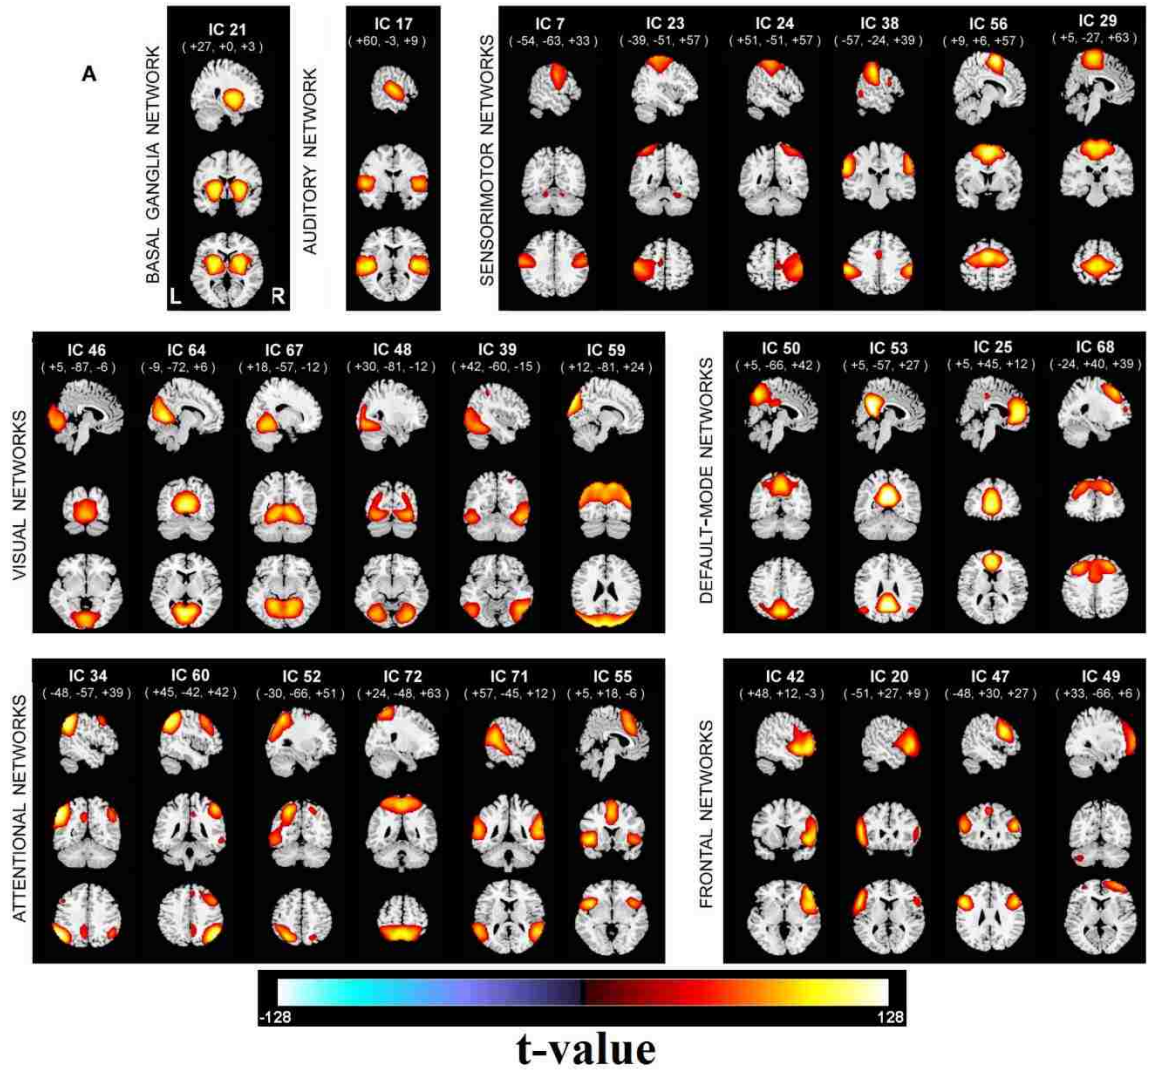 A
BASAL GANGLIA NETWORK
IC 21
( +27, +0, +3 )
L R
AUDITORY NETWORK
IC 17
( +60, -3, +9 )
SENSORIMOTOR NETWORKS
IC 7 IC 23 IC 24 IC 38 IC 56 IC 29
( -54, -63, +33 ) ( -39, -51, +57 ) ( +51, -51, +57 ) ( -57, -24, +39 ) ( +9, +6, +57 ) ( +5, -27, +63 )
VISUAL NETWORKS
IC 46 IC 64 IC 67 IC 48 IC 39 IC 59
( +5, -87, -6 ) ( -9, -72, +6 ) ( +18, -57, -12 ) ( +30, -81, -12 ) ( +42, -60, -15 ) ( +12, -81, +24 )
DEFAULT-MODE NETWORKS
IC 50 IC 53 IC 25 IC 68
( +5, -66, +42 ) ( +5, -57, +27 ) ( +5, +45, +12 ) ( -24, +40, +39 )
ATTENTIONAL NETWORKS
IC 34 IC 60 IC 52 IC 72 IC 71 IC 55
( -48, -57, +39 ) ( +45, -42, +42 ) ( -30, -66, +51 ) ( +24, -48, +63 ) ( +57, -45, +12 ) ( +5, +18, -6 )
FRONTAL NETWORKS
IC 42 IC 20 IC 47 IC 49
( +48, +12, -3 ) ( -51, +27, +9 ) ( -48, +30, +27 ) ( +33, -66, +6 )
-128 128
t-value